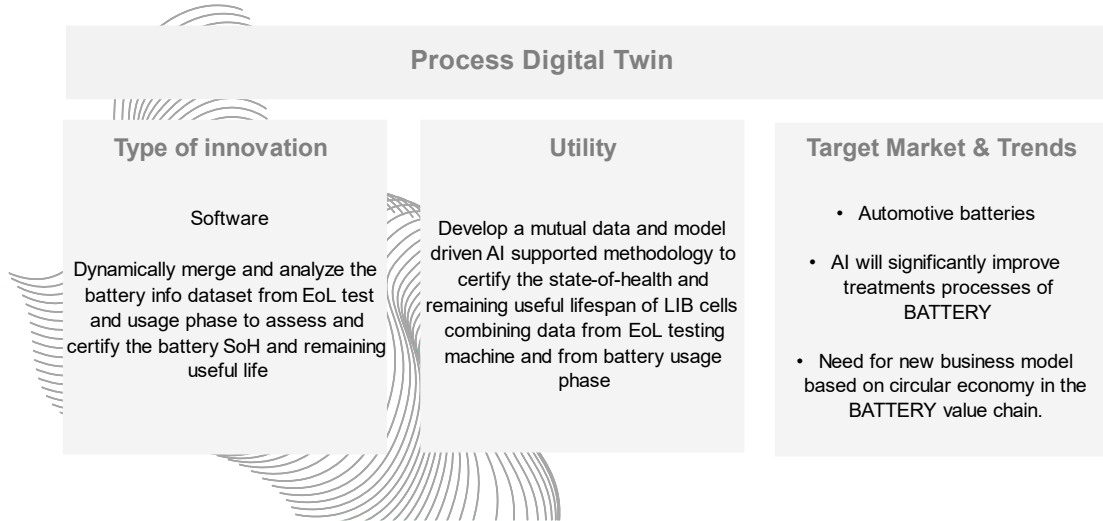 Process Digital Twin
Type of innovation
Software
Dynamically merge and analyze the
battery info dataset from EoL test
and usage phase to assess and
certify the battery SoH and remaining
useful life
Utility
Develop a mutual data and model
driven AI supported methodology to
certify the state-of-health and
remaining useful lifespan of LIB cells
combining data from EoL testing
machine and from battery usage
phase
Target Market & Trends
• Automotive batteries
• AI will significantly improve
treatments processes of
BATTERY
• Need for new business model
based on circular economy in the
BATTERY value chain.